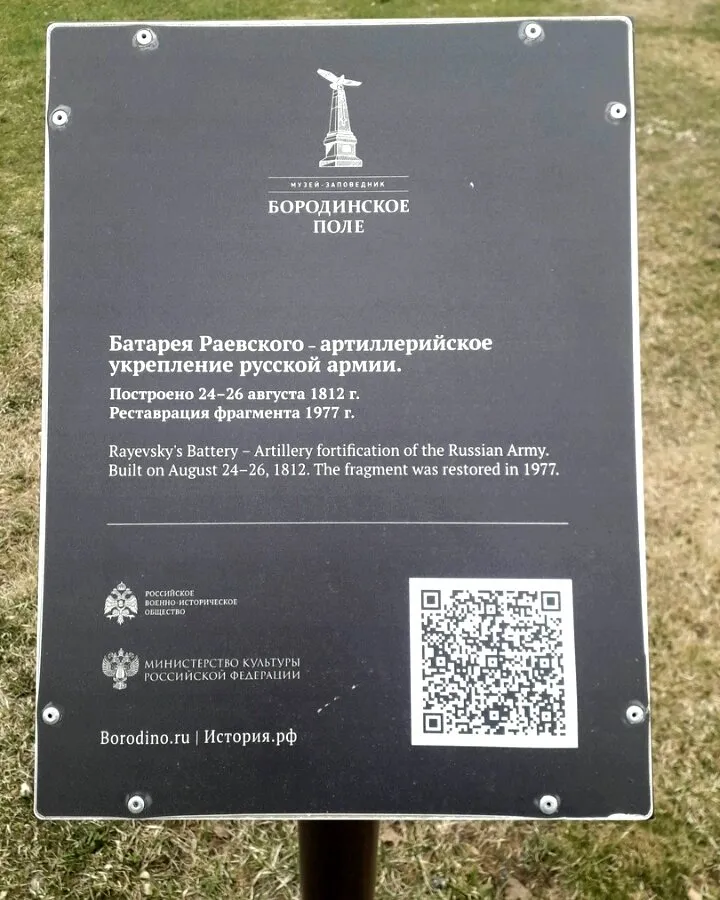 МУЗЕЙ-ЗАПОВЕДНИК
БОРОДИНСКОЕ
ПОЛЕ
Батарея Раевского – артиллерийское
укрепление русской армии.
Построено 24–26 августа 1812 г.
Реставрация фрагмента 1977 г.
Rayevsky's Battery – Artillery fortification of the Russian Army.
Built on August 24–26, 1812. The fragment was restored in 1977.
РОССИЙСКОЕ
ВОЕННО-ИСТОРИЧЕСКОЕ
ОБЩЕСТВО
МИНИСТЕРСТВО КУЛЬТУРЫ
РОССИЙСКОЙ ФЕДЕРАЦИИ
Borodino.ru | История.рф